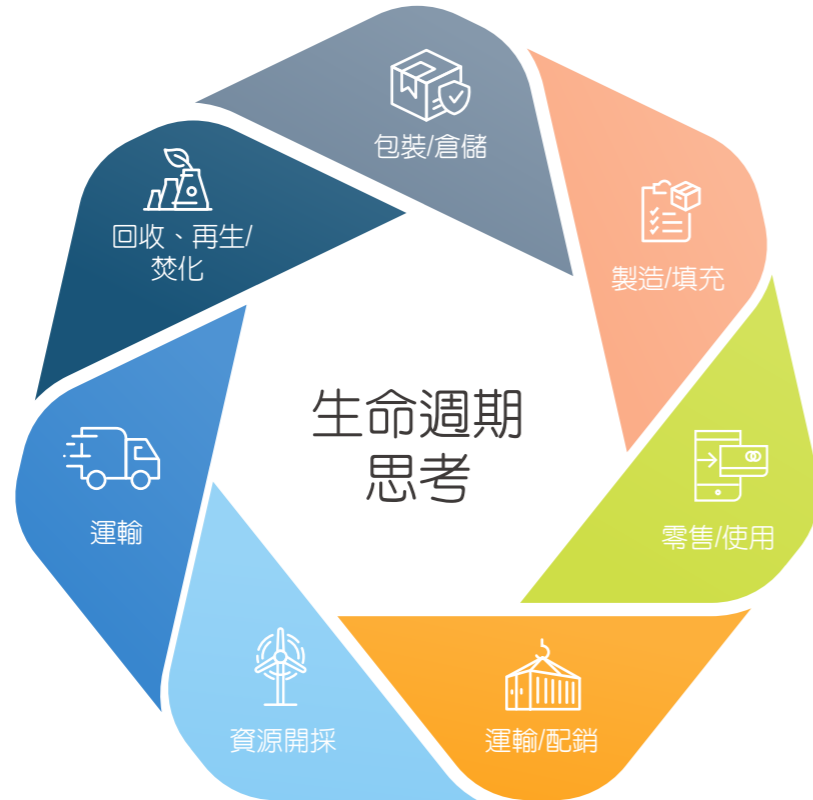 包裝/倉儲
製造/填充
回收、再生/
焚化
生命週期
思考
運輸
零售/使用
資源開採
運輸/配銷